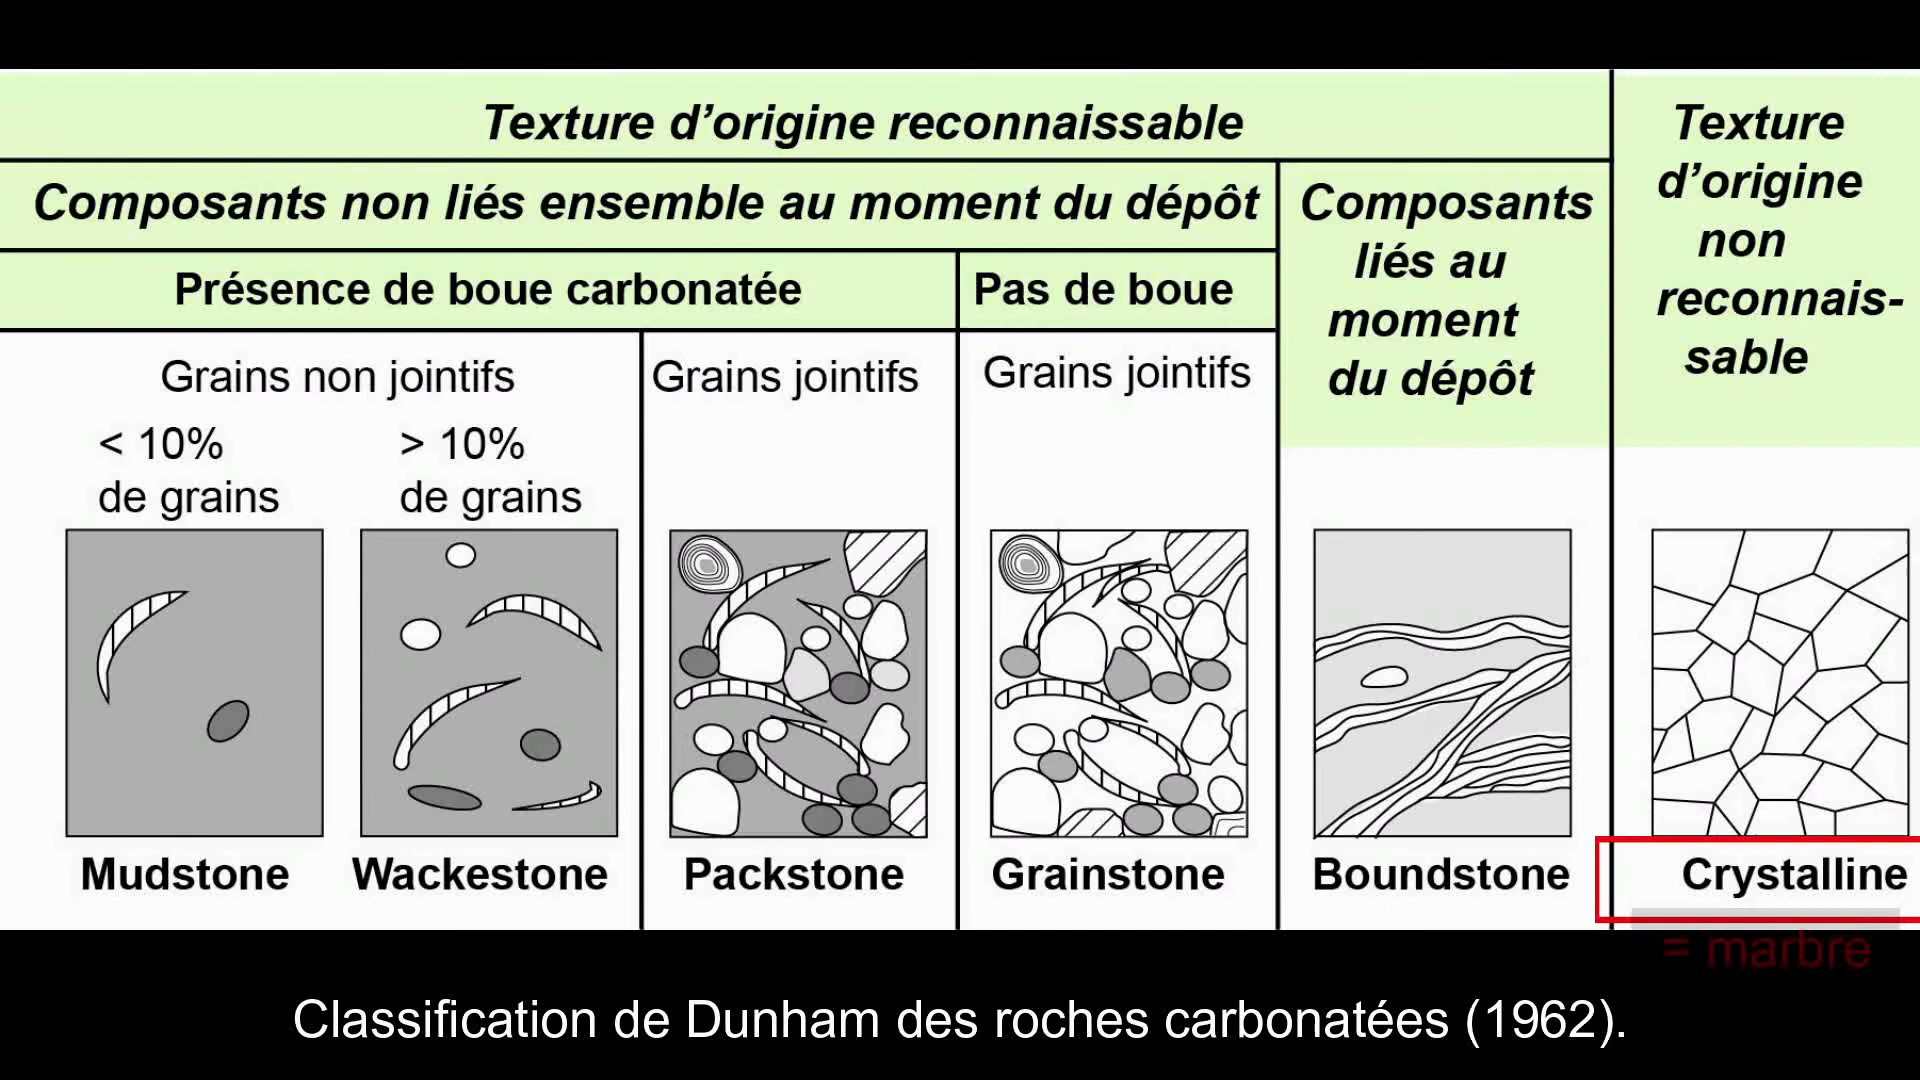 Texture d’origine reconnaissable
Texture
d’origine
non
reconnais-
sable
Composants non liés ensemble au moment du dépôt
Composants
liés au
moment
du dépôt
Présence de boue carbonatée
Pas de boue
Grains non jointifs
Grains jointifs
Grains jointifs
< 10%
de grains
> 10%
de grains
Mudstone
Wackestone
Packstone
Grainstone
Boundstone
Crystalline
= marbre
Classification de Dunham des roches carbonatées (1962).